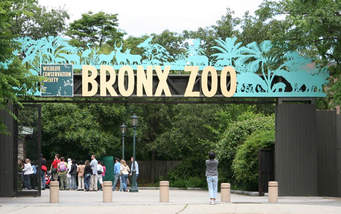 WILDLIFE
CONSERVATION
SOCIETY
BRONX ZOO